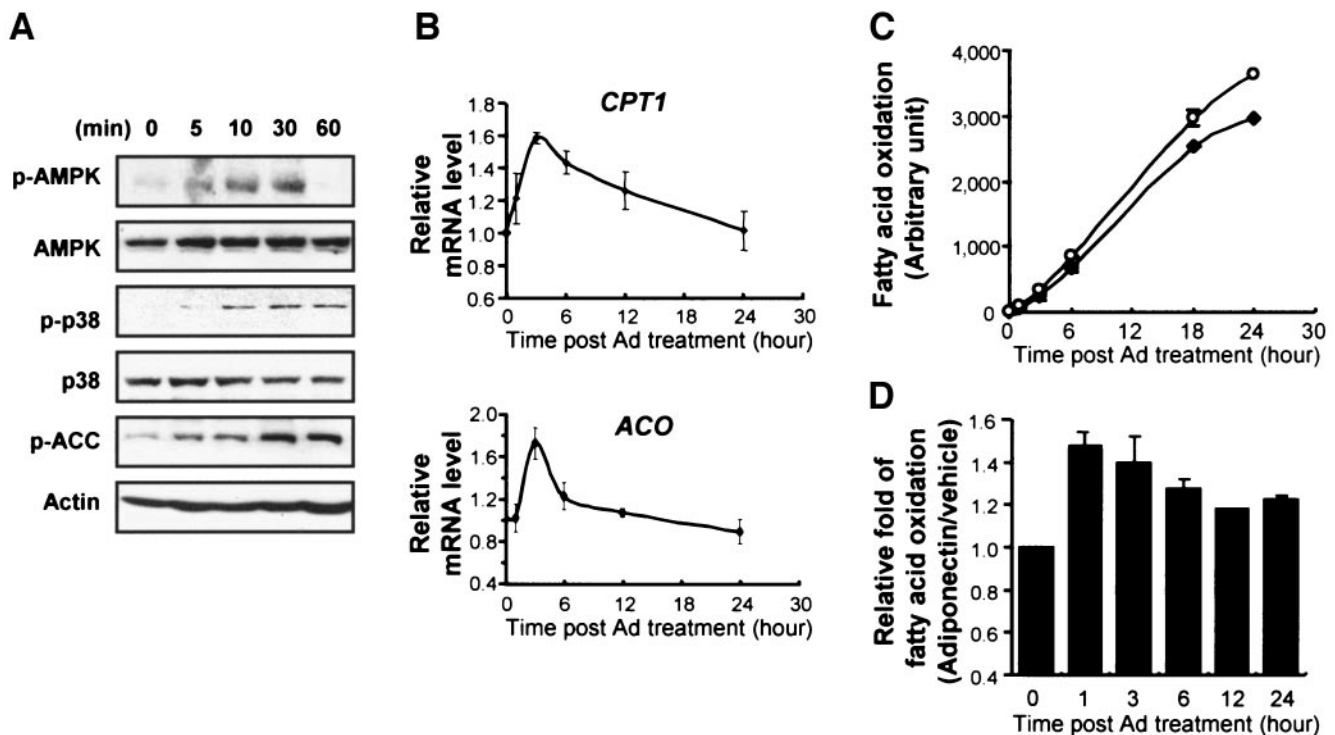 A
(min) 0 5 10 30 60
p-AMPK
AMPK
p-p38
p38
p-ACC
Actin
B
CPT1
Relative
mRNA level
1.8
1.6
1.4
1.2
1.0
0.8
0.6
0 6 12 18 24 30
Time post Ad treatment (hour)
ACO
Relative
mRNA level
2.0
1.6
1.2
0.8
0.4
0 6 12 18 24 30
Time post Ad treatment (hour)
C
Fatty acid oxidation
(Arbitrary unit)
4,000
3,000
2,000
1,000
0
0 6 12 18 24 30
Time post Ad treatment (hour)
D
Relative fold of
fatty acid oxidation
(Adiponectin/vehicle)
1.6
1.4
1.2
1.0
0.8
0.6
0.4
0 1 3 6 12 24
Time post Ad treatment (hour)